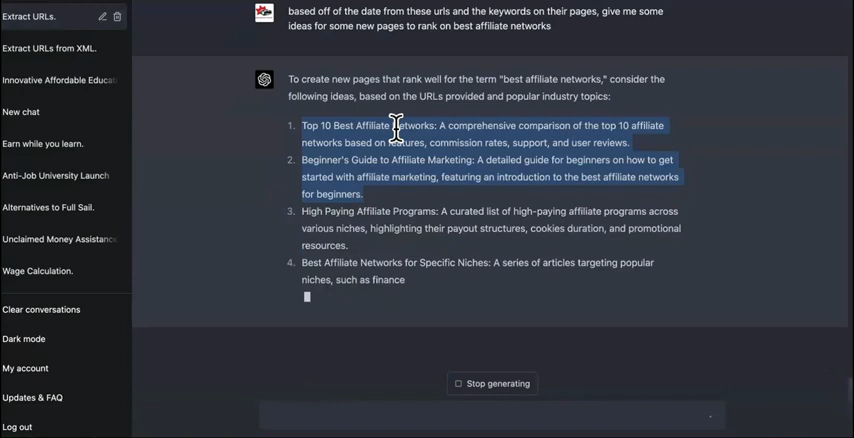 Extract URLs.
Extract URLs from XML.
Innovative Affordable Educati
New chat
Earn while you learn.
Anti-Job University Launch
Alternatives to Full Sail.
Unclaimed Money Assistance
Wage Calculation.
Clear conversations
Dark mode
My account
Updates & FAQ
Log out
based off of the date from these urls and the keywords on their pages, give me some
ideas for some new pages to rank on best affiliate networks
To create new pages that rank well for the term "best affiliate networks," consider the
following ideas, based on the URLs provided and popular industry topics:
1. Top 10 Best Affiliate Networks: A comprehensive comparison of the top 10 affiliate
networks based on features, commission rates, support, and user reviews.
2. Beginner's Guide to Affiliate Marketing: A detailed guide for beginners on how to get
started with affiliate marketing, featuring an introduction to the best affiliate networks
for beginners.
3. High Paying Affiliate Programs: A curated list of high-paying affiliate programs across
various niches, highlighting their payout structures, cookies duration, and promotional
resources.
4. Best Affiliate Networks for Specific Niches: A series of articles targeting popular
niches, such as finance
Stop generating